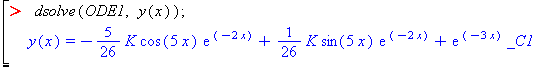 > dsolve(ODE1, y(x));
y(x) = -5/26 K cos(5 x) e^(-2 x) + 1/26 K sin(5 x) e^(-2 x) + e^(-3 x) _C1